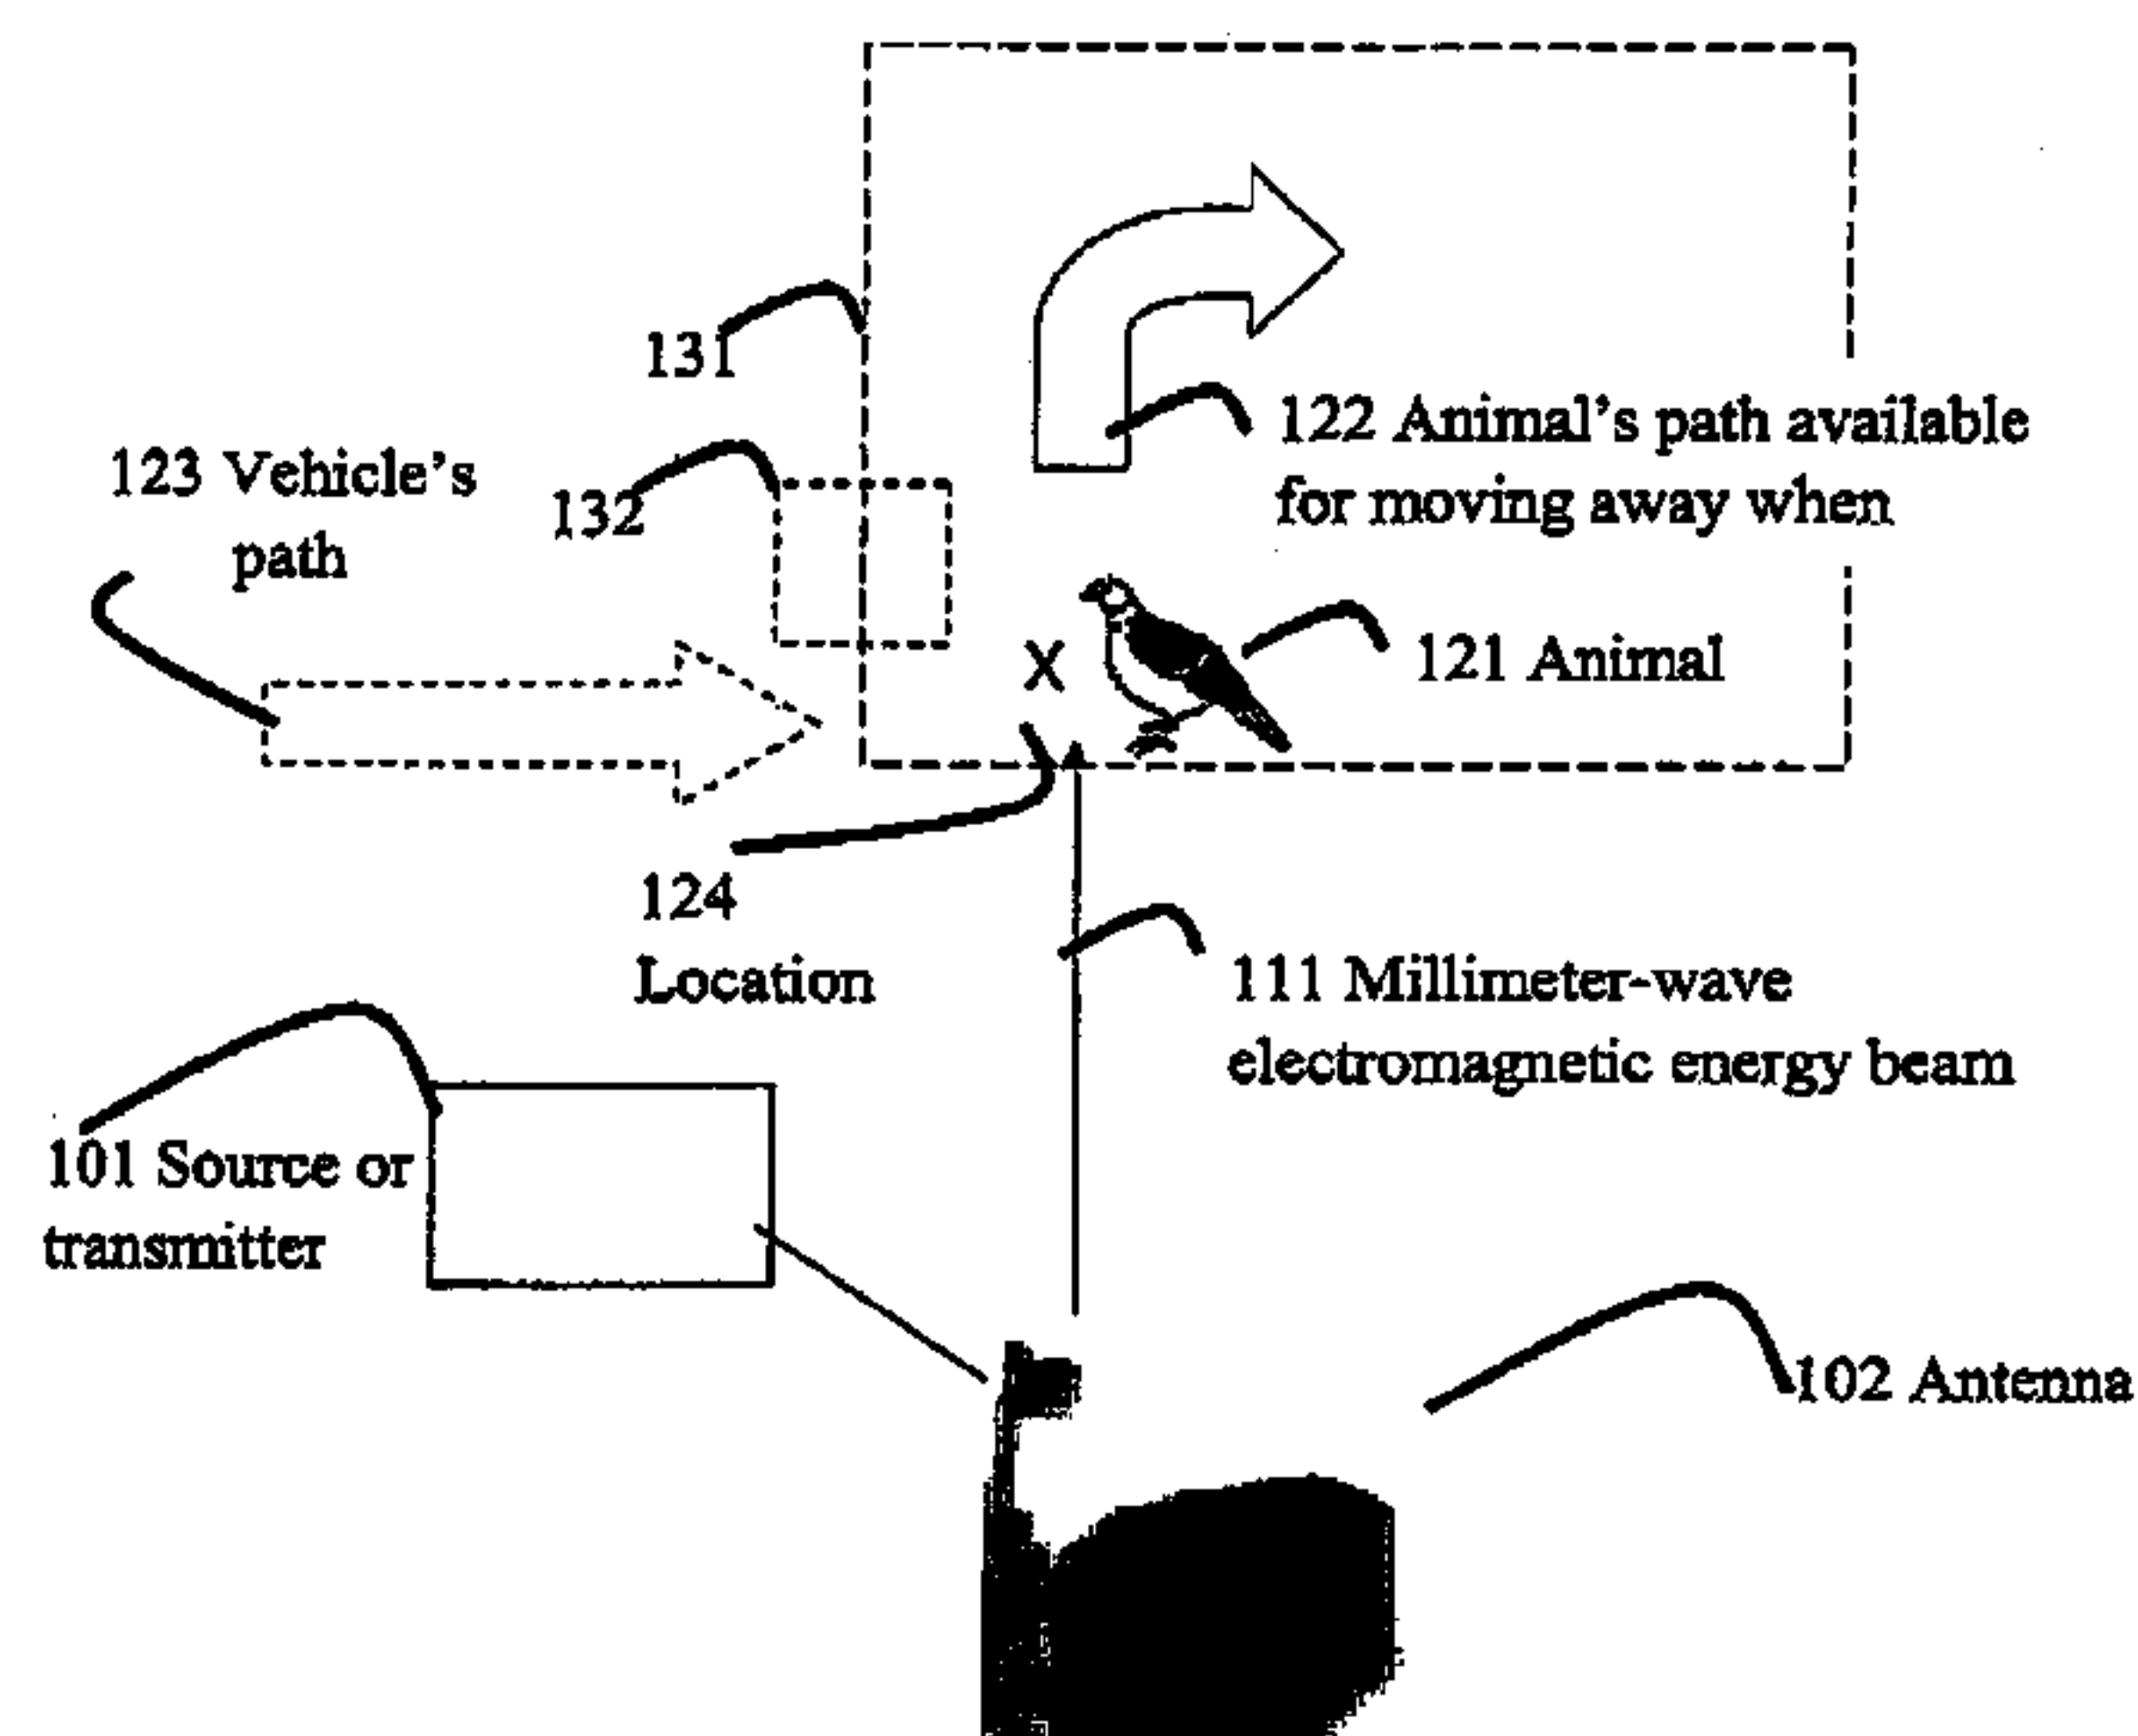 131
122 Animal's path available
for moving away when
123 Vehicle's
path
132
X
121 Animal
124
Location
111 Millimeter-wave
electromagnetic energy beam
101 Source or
transmitter
102 Antenna